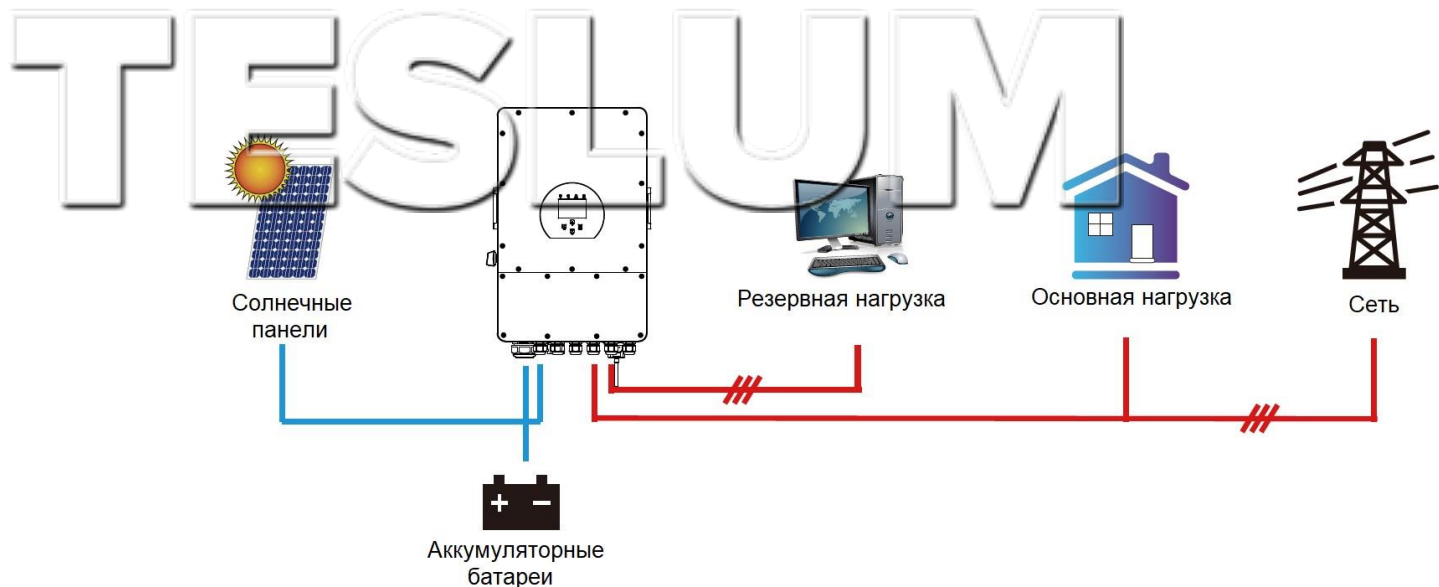 TESLUM
Солнечные
панели
Резервная нагрузка
Основная нагрузка
Сеть
+ −
Аккумуляторные
батареи